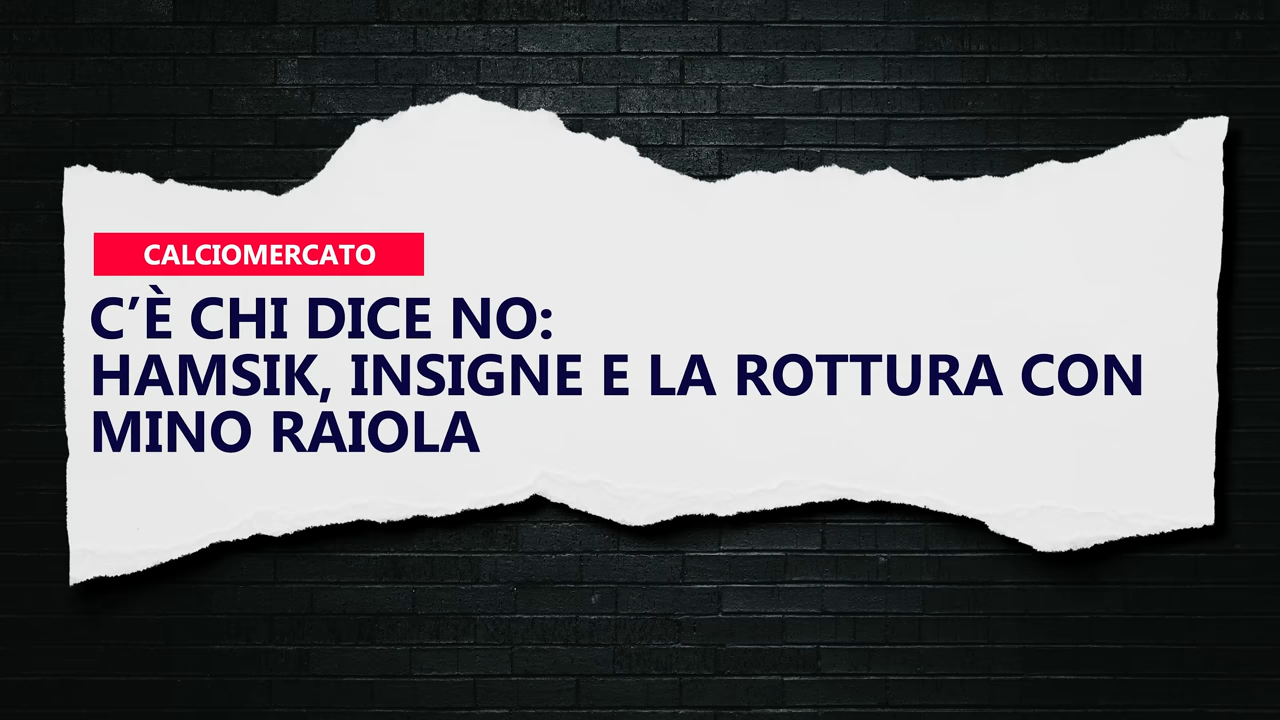 CALCIOMERCATO
C’È CHI DICE NO:
HAMSIK, INSIGNE E LA ROTTURA CON
MINO RAIOLA